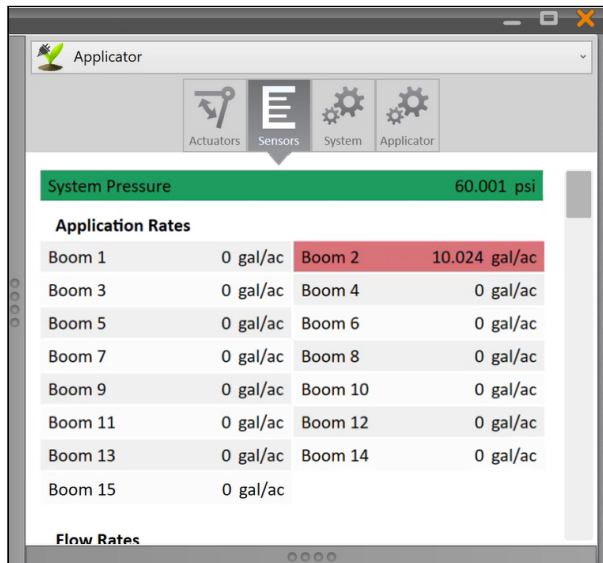 Applicator
Actuators Sensors System Applicator
System Pressure 60.001 psi
Application Rates
Boom 1 0 gal/ac Boom 2 10.024 gal/ac
Boom 3 0 gal/ac Boom 4 0 gal/ac
Boom 5 0 gal/ac Boom 6 0 gal/ac
Boom 7 0 gal/ac Boom 8 0 gal/ac
Boom 9 0 gal/ac Boom 10 0 gal/ac
Boom 11 0 gal/ac Boom 12 0 gal/ac
Boom 13 0 gal/ac Boom 14 0 gal/ac
Boom 15 0 gal/ac
Flow Rates